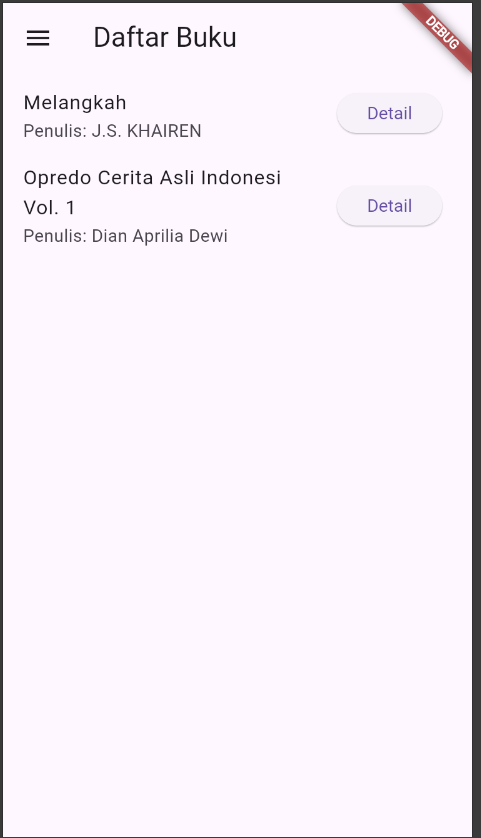 Daftar Buku
DEBUG
Melangkah
Penulis: J.S. KHAIREN
Detail
Opredo Cerita Asli Indonesi
Vol. 1
Penulis: Dian Aprilia Dewi
Detail